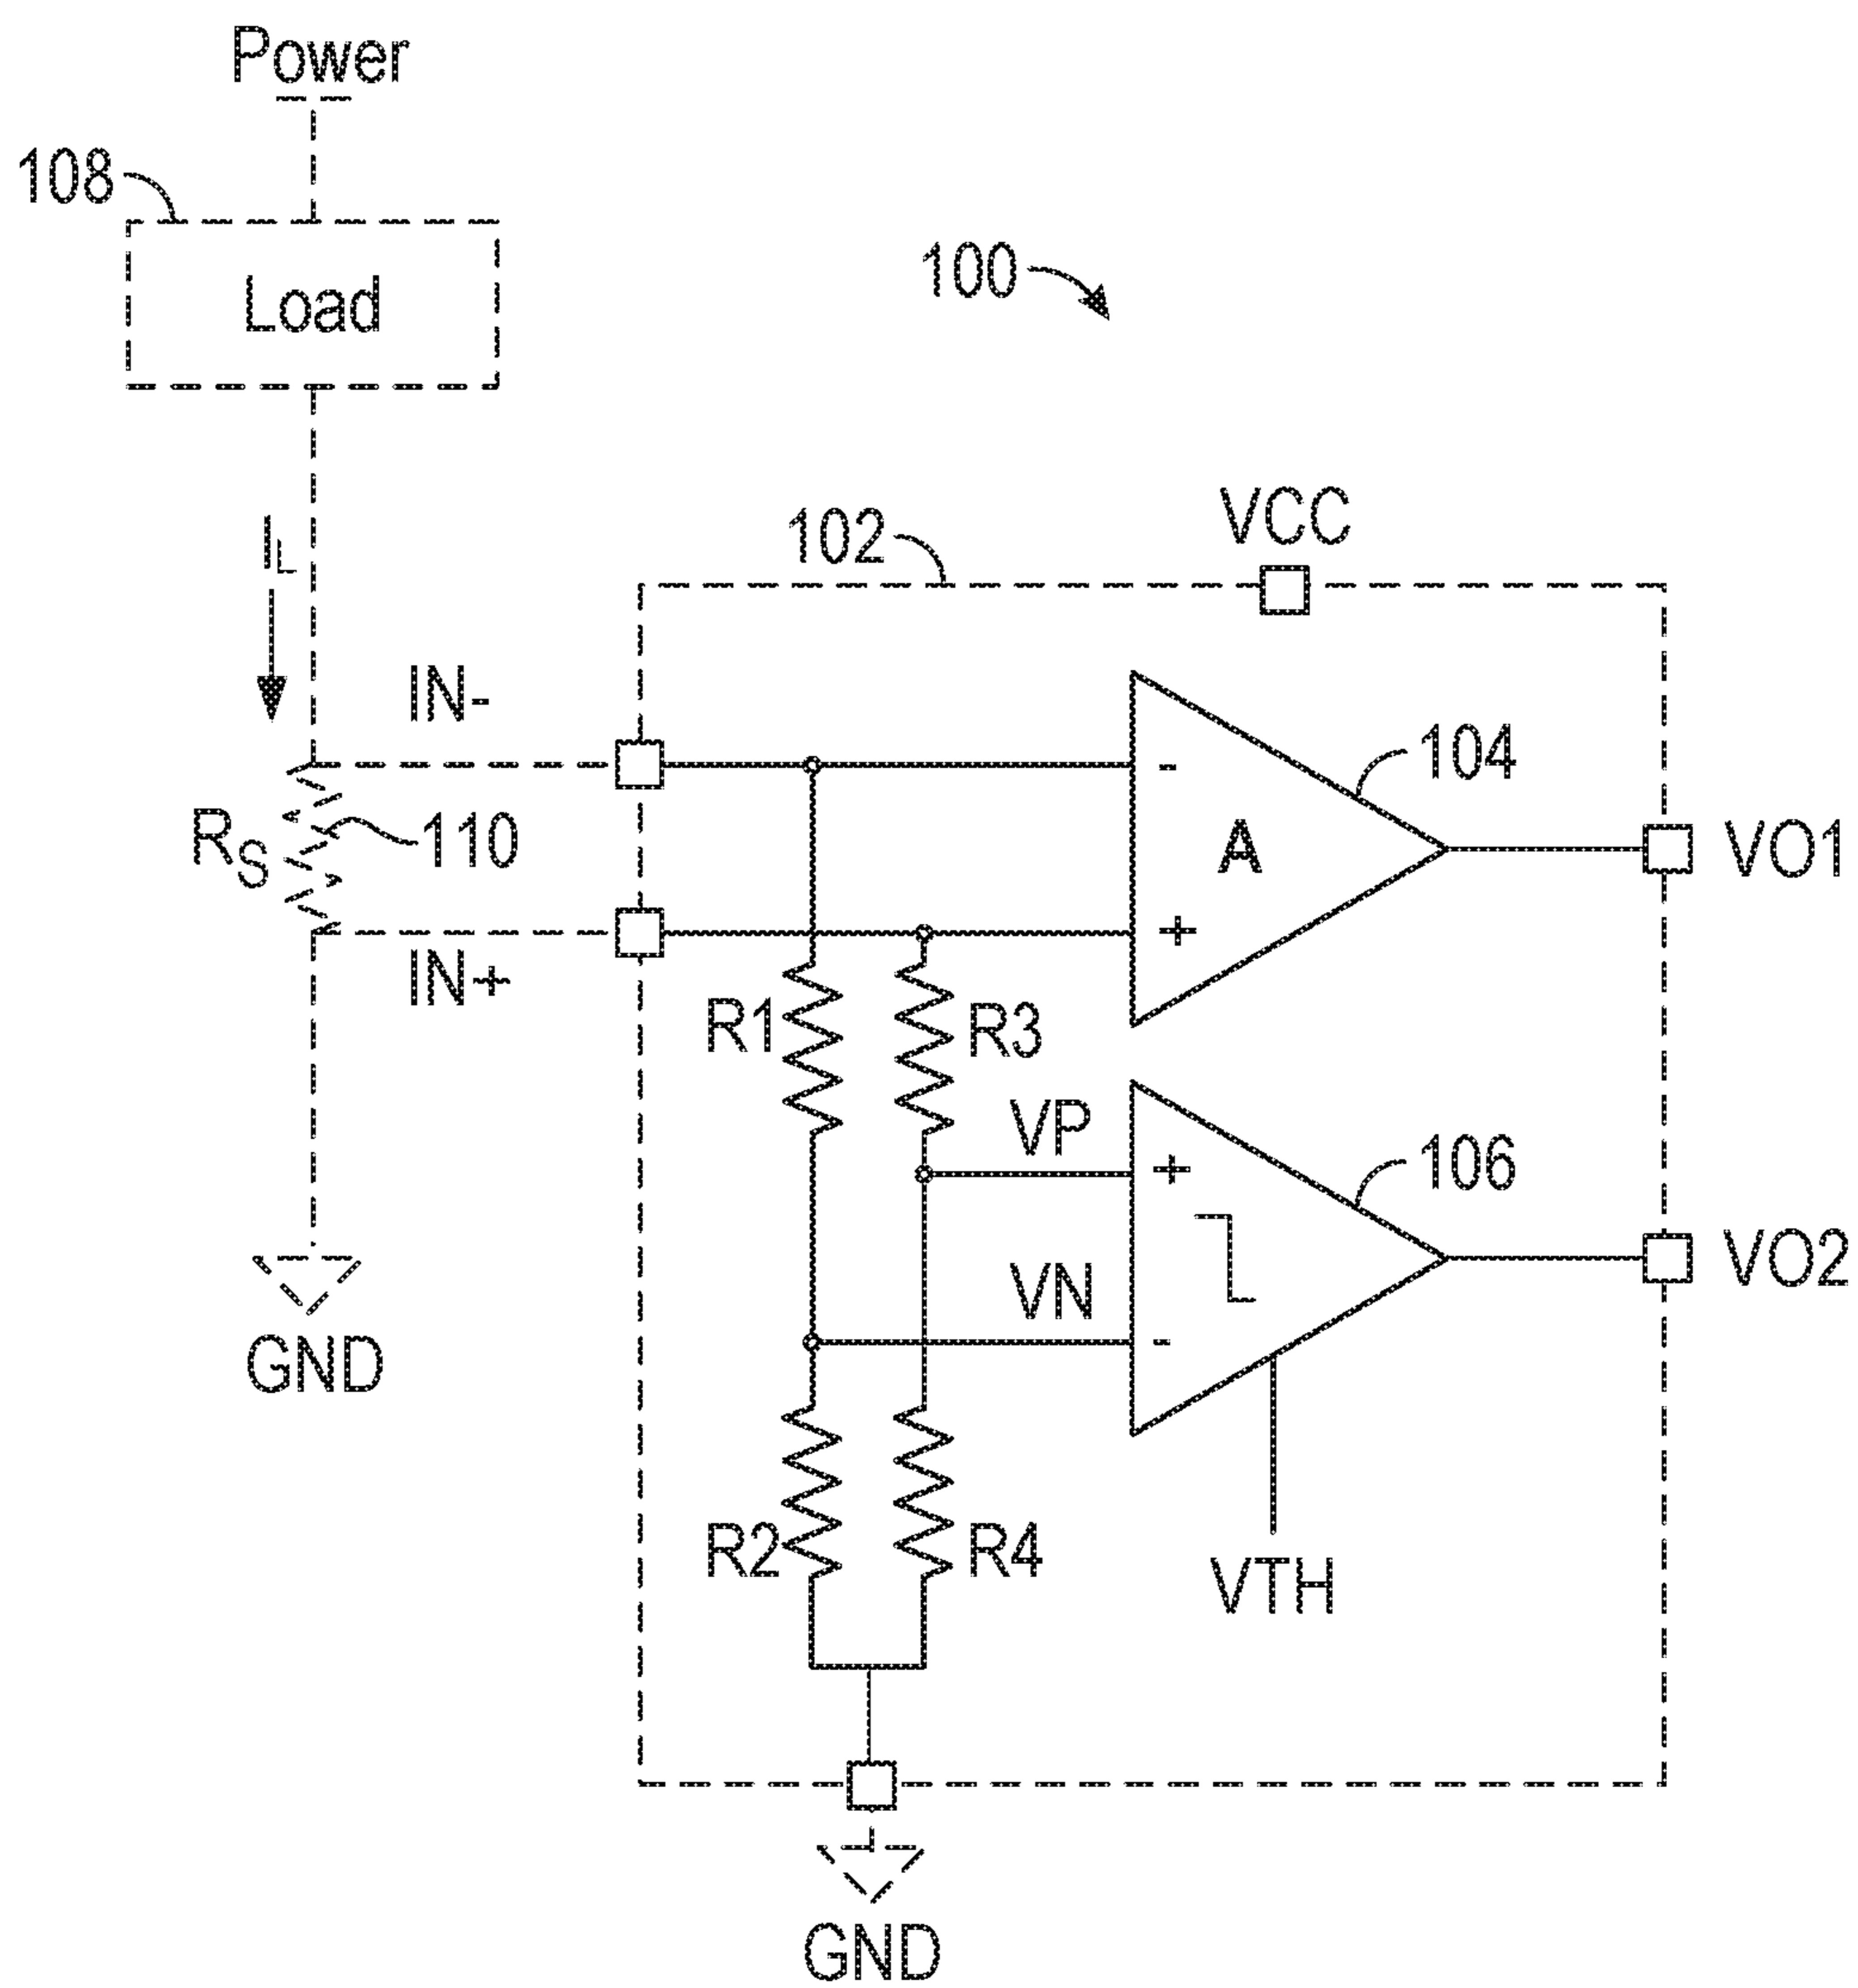 Power
108
Load
100
IL
102
VCC
IN-
-
104
RS
110
A
VO1
+
IN+
R1
R3
VP
+
106
VN
-
VO2
GND
R2
R4
VTH
GND